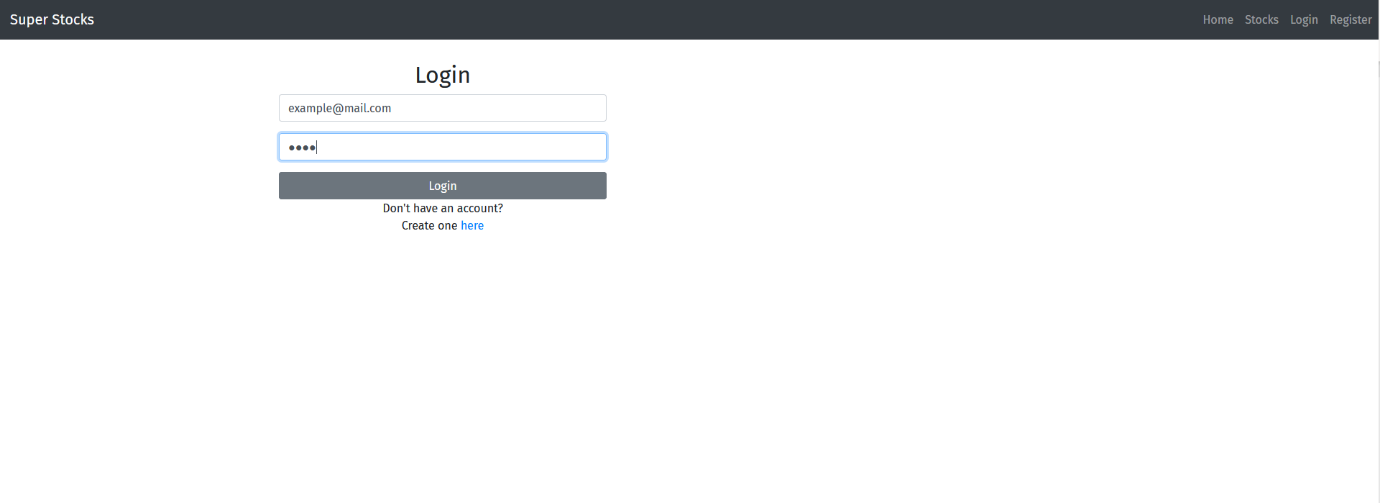 Super Stocks
Home Stocks Login Register
Login
example@mail.com
••••
Login
Don't have an account?
Create one here